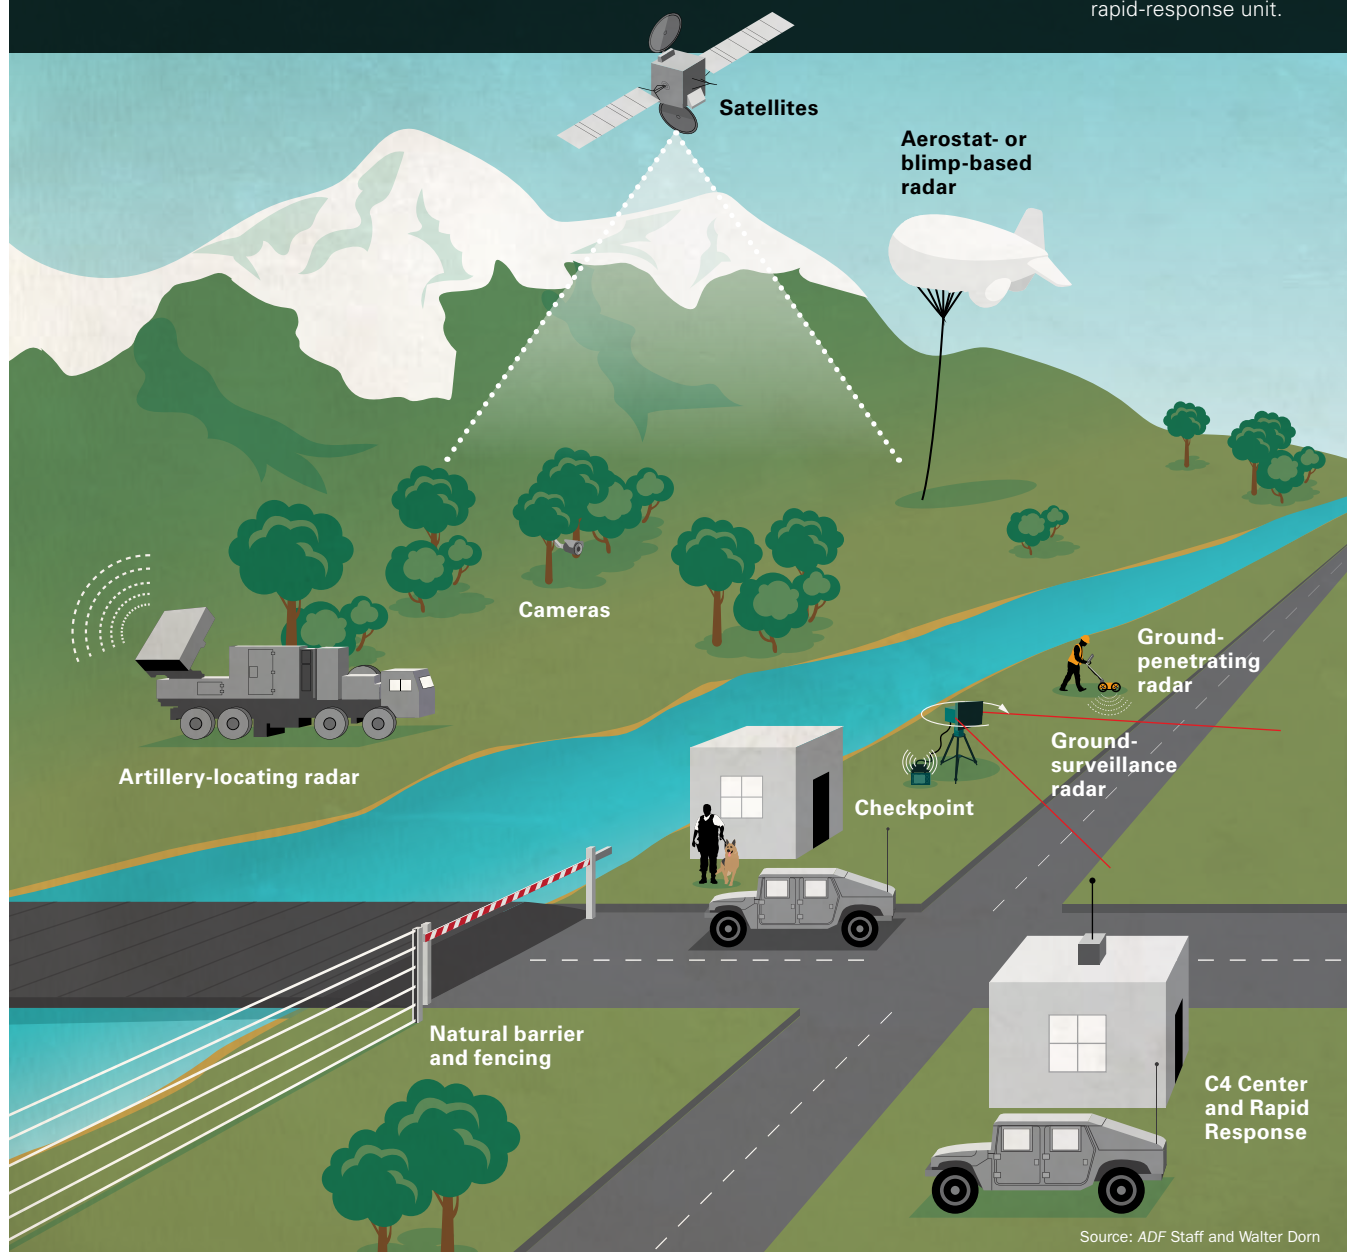 rapid-response unit.
Satellites
Aerostat- or
blimp-based
radar
Cameras
Ground-
penetrating
radar
Ground-
surveillance
radar
Artillery-locating radar
Checkpoint
Natural barrier
and fencing
C4 Center
and Rapid
Response
Source: ADF Staff and Walter Dorn